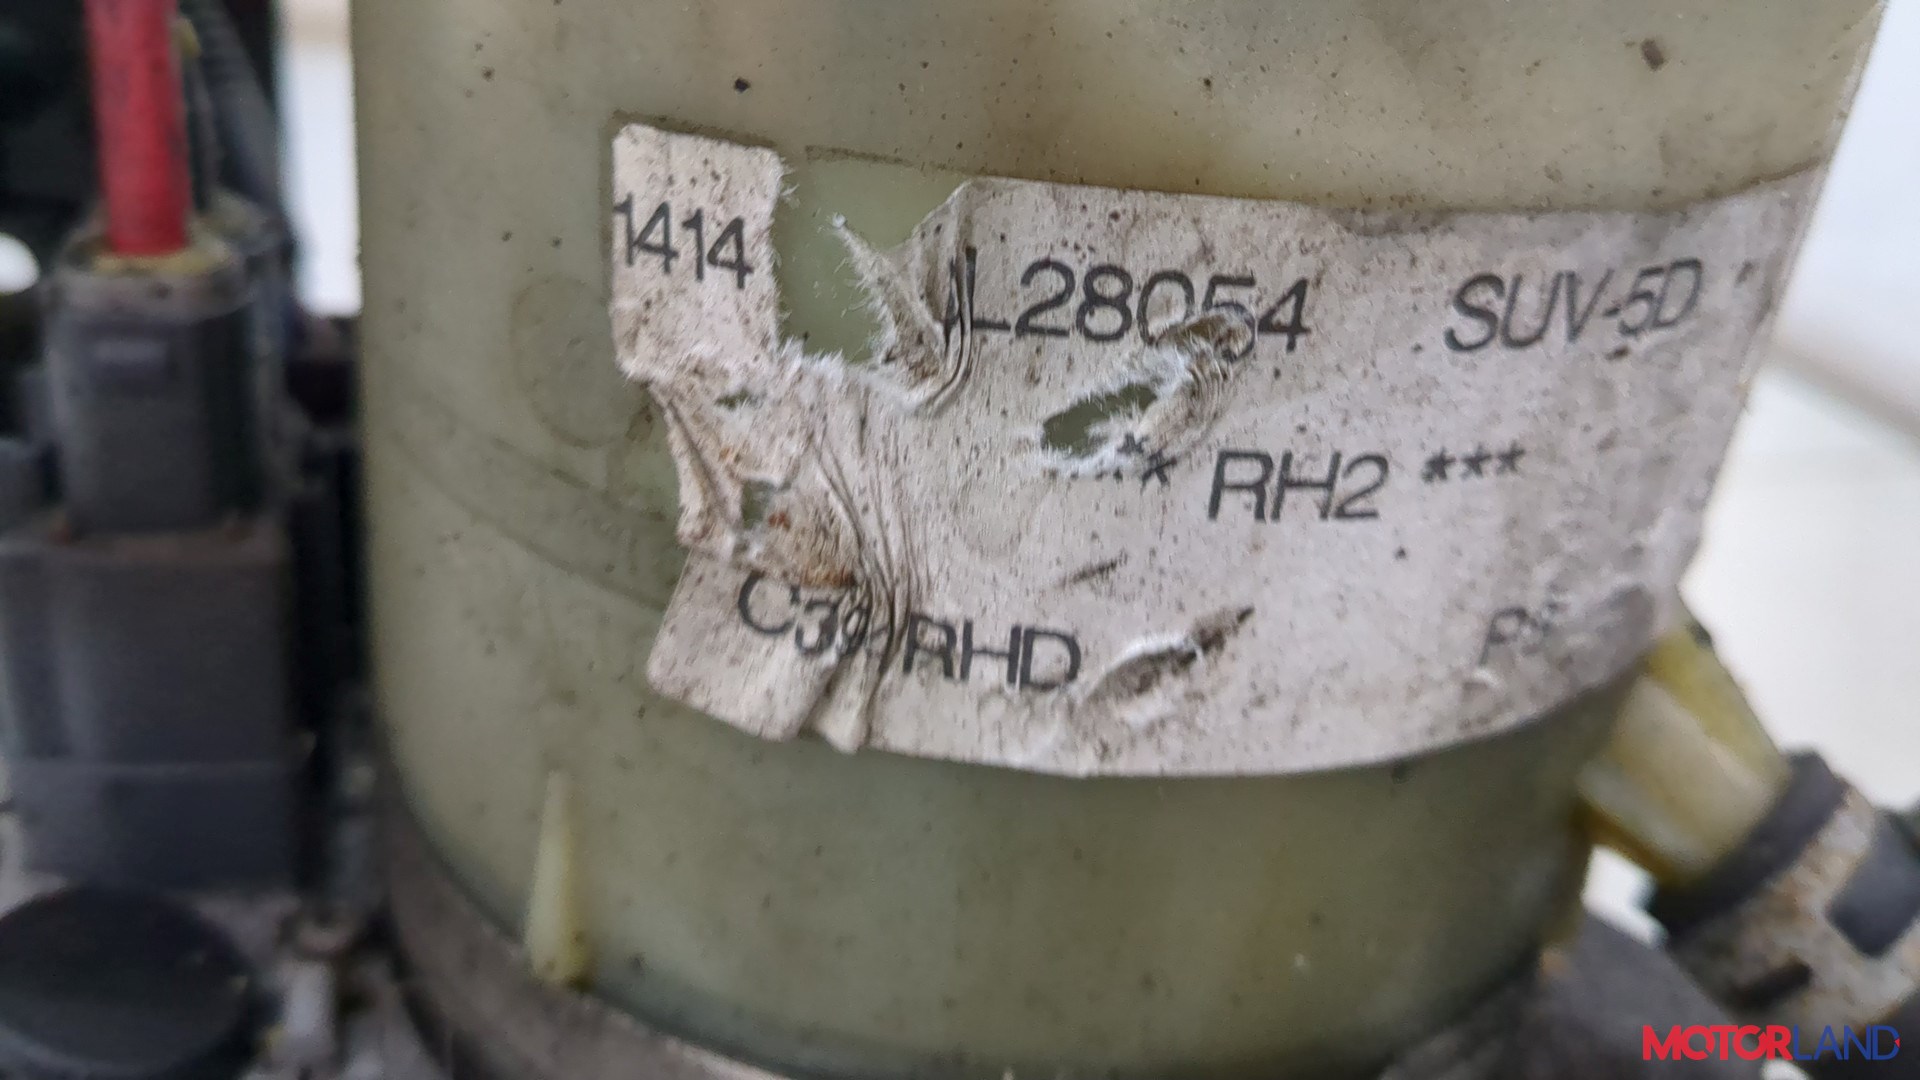 1414 L28054 SUV-5D
** RH2 ***
RHD
MOTORLAND